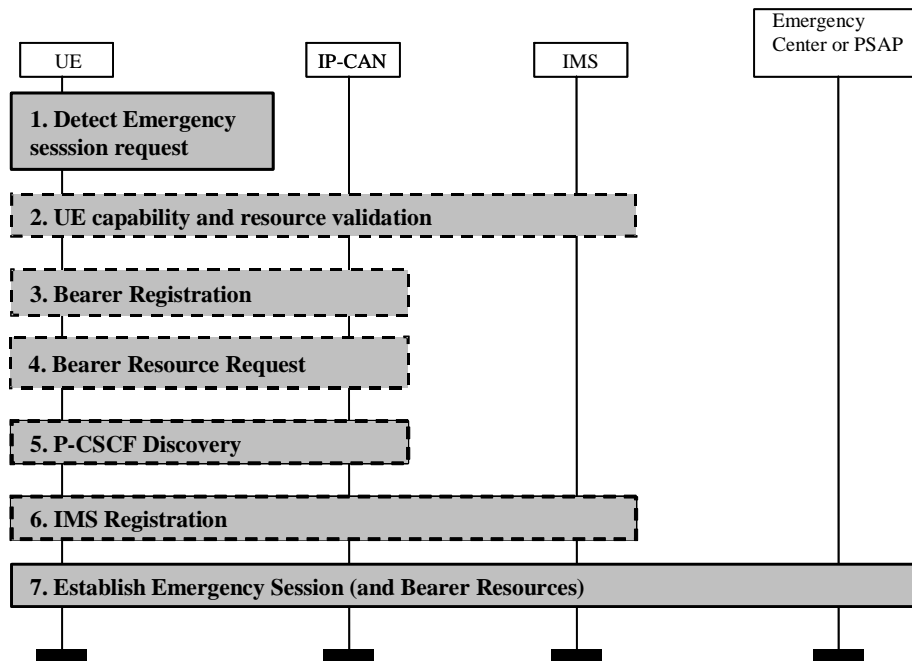 Emergency
Center or PSAP
UE
IP-CAN
IMS
1. Detect Emergency
sesssion request
2. UE capability and resource validation
3. Bearer Registration
4. Bearer Resource Request
5. P-CSCF Discovery
6. IMS Registration
7. Establish Emergency Session (and Bearer Resources)